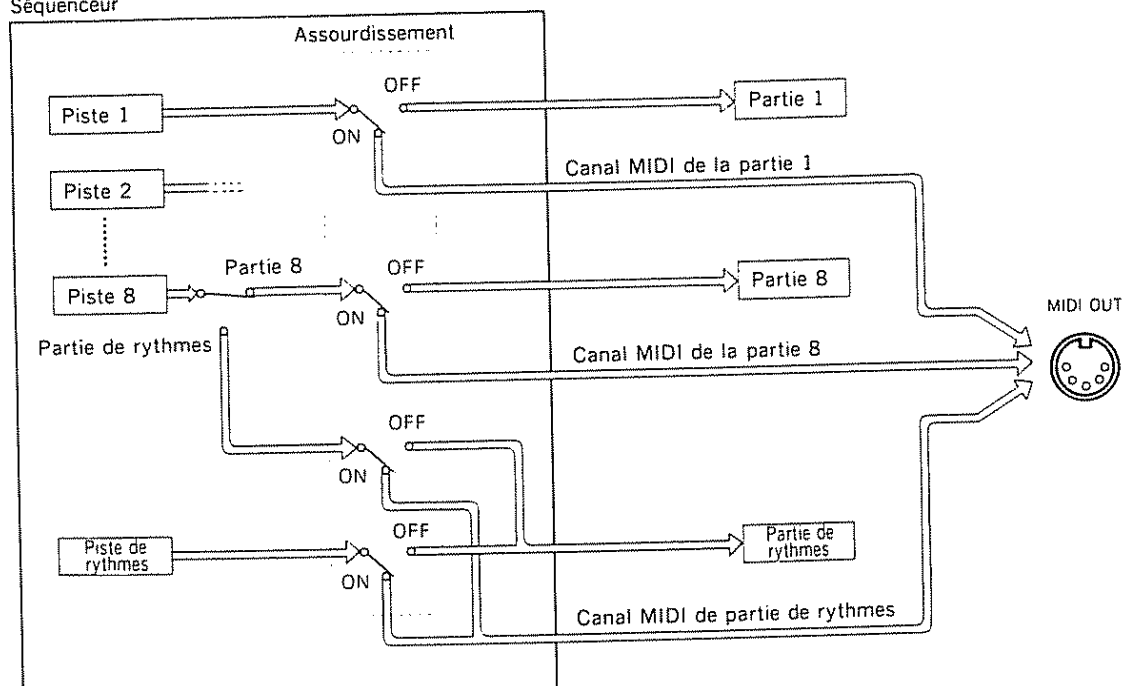 Séquenceur
Assourdissement
OFF
Piste 1
Partie 1
ON
Canal MIDI de la partie 1
Piste 2
Partie 8
OFF
Piste 8
Partie 8
ON
MIDI OUT
Partie de rythmes
Canal MIDI de la partie 8
OFF
ON
OFF
Piste de
rythmes
Partie de
rythmes
ON
Canal MIDI de partie de rythmes